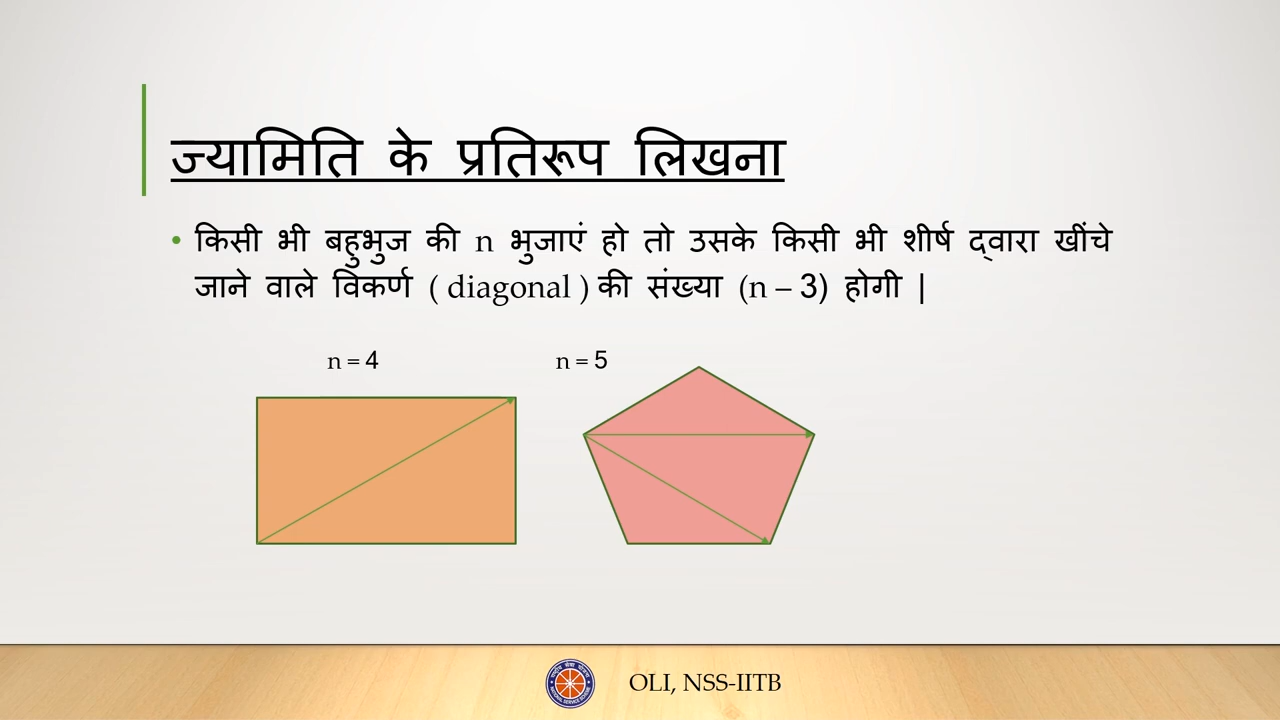 ज्यामिति के प्रतिरूप लिखना
• किसी भी बहुभुज की n भुजाएं हो तो उसके किसी भी शीर्ष द्वारा खींचे
जाने वाले विकर्ण ( diagonal ) की संख्या (n – 3) होगी |
n = 4
n = 5
OLI, NSS-IITB